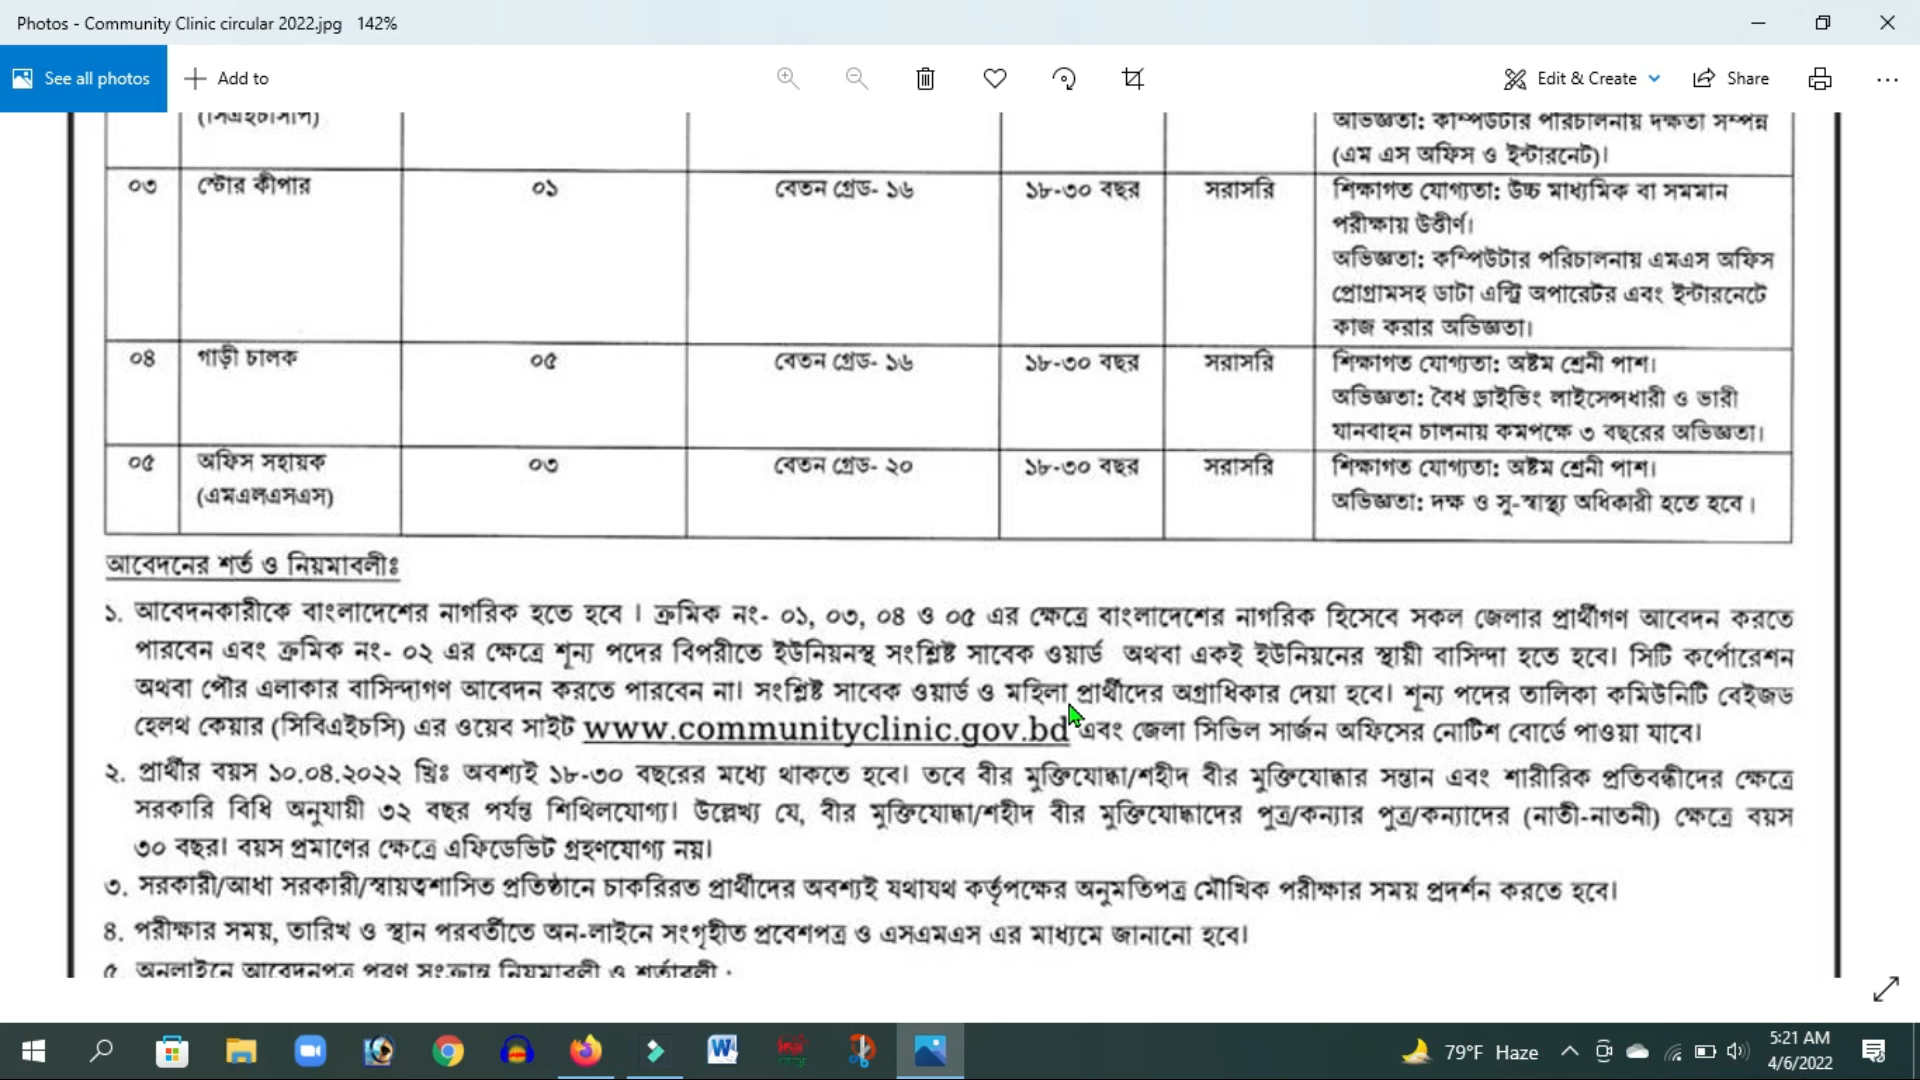 Photos - Community Clinic circular 2022.jpg 142%
See all photos
Add to
Edit & Create
Share
(সিএইচসিপি)
অভিজ্ঞতা: কম্পিউটার পরিচালনায় দক্ষতা সম্পন্ন
(এম এস অফিস ও ইন্টারনেট)।
০৩ স্টোর কীপার ০১ বেতন গ্রেড- ১৬ ১৮-৩০ বছর সরাসরি শিক্ষাগত যোগ্যতা: উচ্চ মাধ্যমিক বা সমমান
পরীক্ষায় উত্তীর্ণ।
অভিজ্ঞতা: কম্পিউটার পরিচালনায় এমএস অফিস
প্রোগ্রামসহ ডাটা এন্ট্রি অপারেটর এবং ইন্টারনেটে
কাজ করার অভিজ্ঞতা।
০৪ গাড়ী চালক ০৫ বেতন গ্রেড- ১৬ ১৮-৩০ বছর সরাসরি শিক্ষাগত যোগ্যতা: অষ্টম শ্রেনী পাশ।
অভিজ্ঞতা: বৈধ ড্রাইভিং লাইসেন্সধারী ও ভারী
যানবাহন চালনায় কমপক্ষে ৩ বছরের অভিজ্ঞতা।
০৫ অফিস সহায়ক ০৩ বেতন গ্রেড- ২০ ১৮-৩০ বছর সরাসরি শিক্ষাগত যোগ্যতা: অষ্টম শ্রেনী পাশ।
(এমএলএসএস) অভিজ্ঞতা: দক্ষ ও সু-স্বাস্থ্য অধিকারী হতে হবে।
আবেদনের শর্ত ও নিয়মাবলীঃ
১. আবেদনকারীকে বাংলাদেশের নাগরিক হতে হবে । ক্রমিক নং- ০১, ০৩, ০৪ ও ০৫ এর ক্ষেত্রে বাংলাদেশের নাগরিক হিসেবে সকল জেলার প্রার্থীগণ আবেদন করতে
পারবেন এবং ক্রমিক নং- ০২ এর ক্ষেত্রে শূন্য পদের বিপরীতে ইউনিয়নস্থ সংশ্লিষ্ট সাবেক ওয়ার্ড অথবা একই ইউনিয়নের স্থায়ী বাসিন্দা হতে হবে। সিটি কর্পোরেশন
অথবা পৌর এলাকার বাসিন্দাগণ আবেদন করতে পারবেন না। সংশ্লিষ্ট সাবেক ওয়ার্ড ও মহিলা প্রার্থীদের অগ্রাধিকার দেয়া হবে। শূন্য পদের তালিকা কমিউনিটি বেইজড
হেলথ কেয়ার (সিবিএইচসি) এর ওয়েব সাইট www.communityclinic.gov.bd এবং জেলা সিভিল সার্জন অফিসের নোটিশ বোর্ডে পাওয়া যাবে।
২. প্রার্থীর বয়স ১০.০৪.২০২২ খ্রিঃ অবশ্যই ১৮-৩০ বছরের মধ্যে থাকতে হবে। তবে বীর মুক্তিযোদ্ধা/শহীদ বীর মুক্তিযোদ্ধার সন্তান এবং শারীরিক প্রতিবন্ধীদের ক্ষেত্রে
সরকারি বিধি অনুযায়ী ৩২ বছর পর্যন্ত শিথিলযোগ্য। উল্লেখ্য যে, বীর মুক্তিযোদ্ধা/শহীদ বীর মুক্তিযোদ্ধাদের পুত্র/কন্যার পুত্র/কন্যাদের (নাতী-নাতনী) ক্ষেত্রে বয়স
৩০ বছর। বয়স প্রমাণের ক্ষেত্রে এফিডেভিট গ্রহণযোগ্য নয়।
৩. সরকারী/আধা সরকারী/স্বায়ত্বশাসিত প্রতিষ্ঠানে চাকরিরত প্রার্থীদের অবশ্যই যথাযথ কর্তৃপক্ষের অনুমতিপত্র মৌখিক পরীক্ষার সময় প্রদর্শন করতে হবে।
৪. পরীক্ষার সময়, তারিখ ও স্থান পরবর্তীতে অন-লাইনে সংগৃহীত প্রবেশপত্র ও এসএমএস এর মাধ্যমে জানানো হবে।
৫. অনলাইনে আবেদনপত্র পূরণ সংক্রান্ত নিয়মাবলী ও শর্তাবলী :
79°F Haze
5:21 AM
4/6/2022